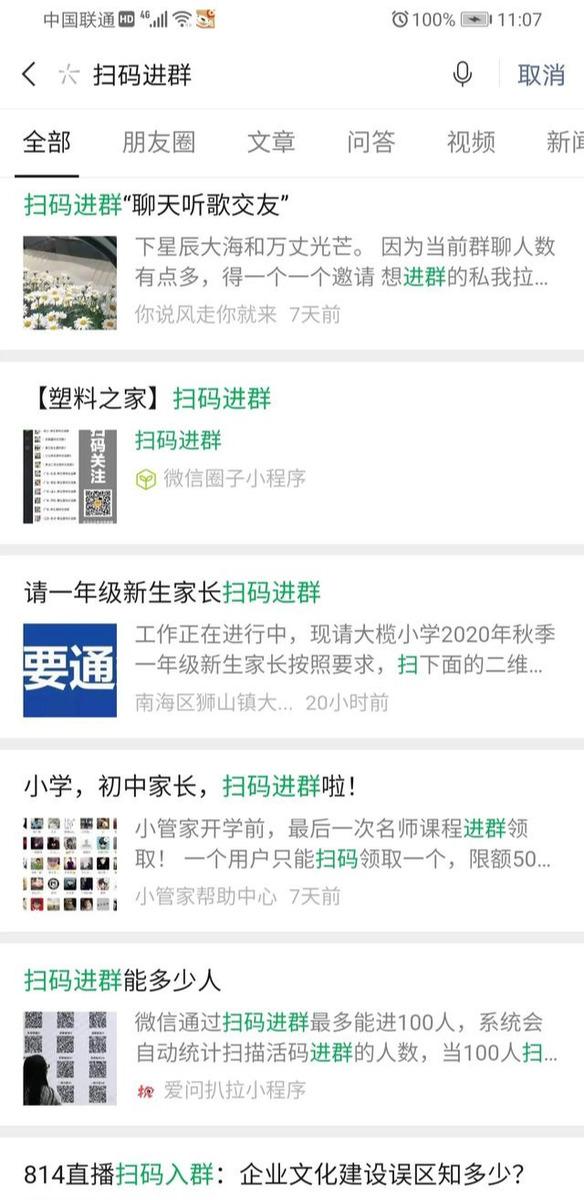 中国联通 HD 4G 100% 11:07
扫码进群 取消
全部 朋友圈 文章 问答 视频 新闻
扫码进群“聊天听歌交友”
下星辰大海和万丈光芒。 因为当前群聊人数
有点多，得一个一个邀请 想进群的私我拉...
你说风走你就来 7天前
【塑料之家】扫码进群
扫码关注
扫码进群
微信圈子小程序
请一年级新生家长扫码进群
要通
工作正在进行中，现请大榄小学2020年秋季
一年级新生家长按照要求，扫下面的二维...
南海区狮山镇大... 20小时前
小学，初中家长，扫码进群啦！
小管家开学前，最后一次名师课程进群领
取！ 一个用户只能扫码领取一个，限额50...
小管家帮助中心 7天前
扫码进群能多少人
微信通过扫码进群最多能进100人，系统会
自动统计扫描活码进群的人数，当100人扫...
爱问扒拉小程序
814直播扫码入群：企业文化建设误区知多少？